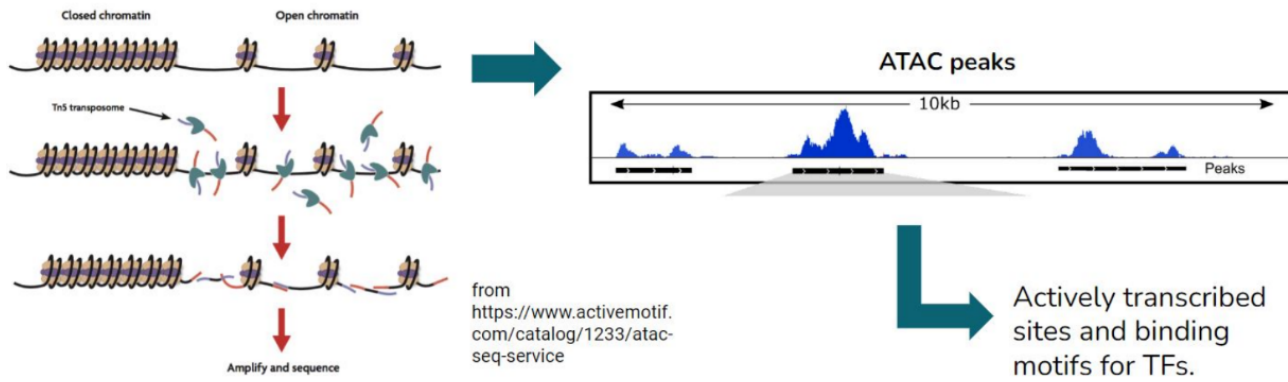 Closed chromatin
Open chromatin
Tn5 transposome
Amplify and sequence
from
https://www.activemotif.
com/catalog/1233/atac-
seq-service
ATAC peaks
10kb
Peaks
Actively transcribed
sites and binding
motifs for TFs.